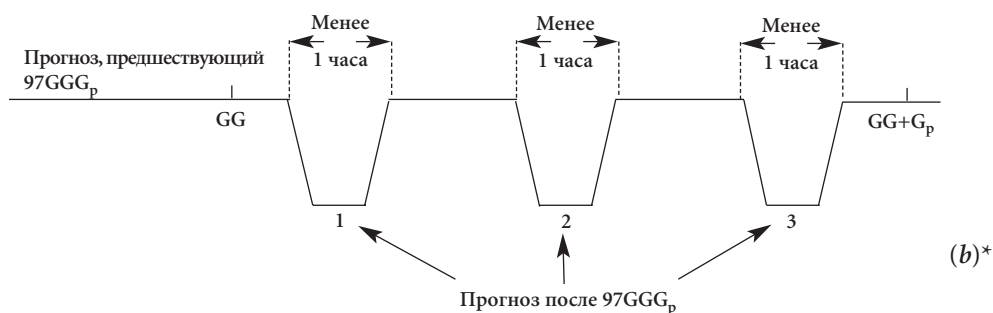 Менее Менее Менее
1 часа 1 часа 1 часа
Прогноз, предшествующий
97GGGp
GG GG+Gp
1 2 3
(b)*
Прогноз после 97GGGp